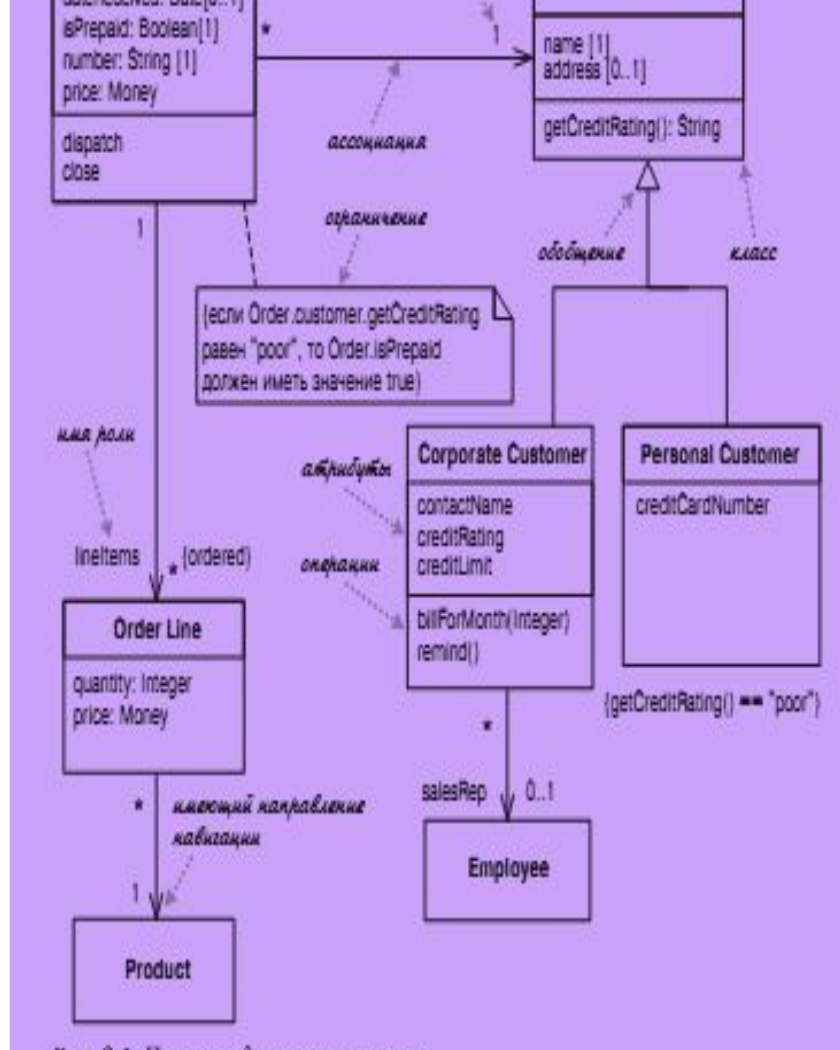 isPrepaid: Boolean[1]
number: String [1]
price: Money
dispatch
close
*
1
name [1]
address [0..1]
getCreditRating(): String
ассоциация
ограничение
обобщение
класс
1
{если Order.customer.getCreditRating
равен "poor", то Order.isPrepaid
должен иметь значение true}
имя роли
lineItems
* {ordered}
Order Line
quantity: Integer
price: Money
атрибуты
операции
Corporate Customer
contactName
creditRating
creditLimit
billForMonth(Integer)
remind()
Personal Customer
creditCardNumber
{getCreditRating() == "poor"}
*
salesRep
0..1
Employee
*
имеющий направление
навигации
1
Product